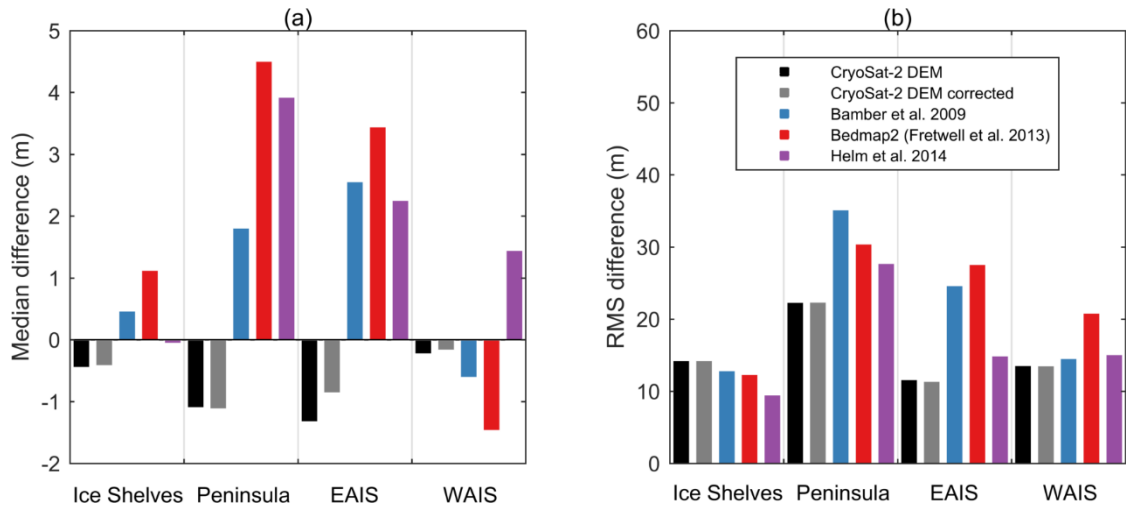 (a)
Median difference (m)
5
4
3
2
1
0
-1
-2
Ice Shelves
Peninsula
EAIS
WAIS
(b)
RMS difference (m)
60
50
40
30
20
10
0
CryoSat-2 DEM
CryoSat-2 DEM corrected
Bamber et al. 2009
Bedmap2 (Fretwell et al. 2013)
Helm et al. 2014
Ice Shelves
Peninsula
EAIS
WAIS